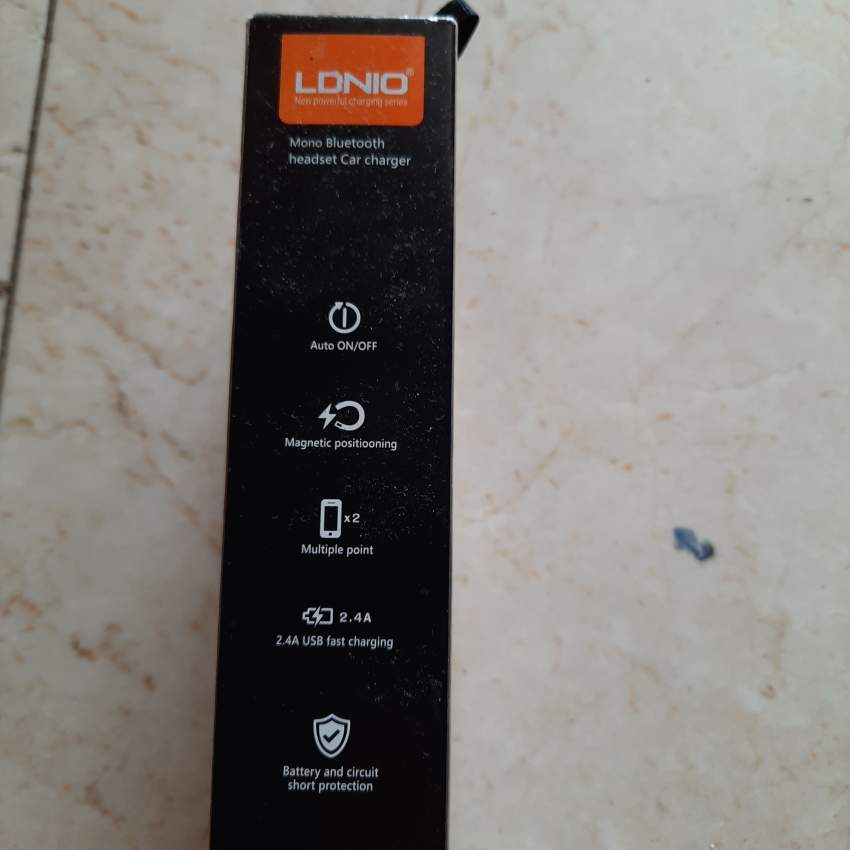 LDNIO®
New powerful charging series
Mono Bluetooth
headset Car charger
Auto ON/OFF
Magnetic positiooning
x2
Multiple point
2.4A
2.4A USB fast charging
Battery and circuit
short protection